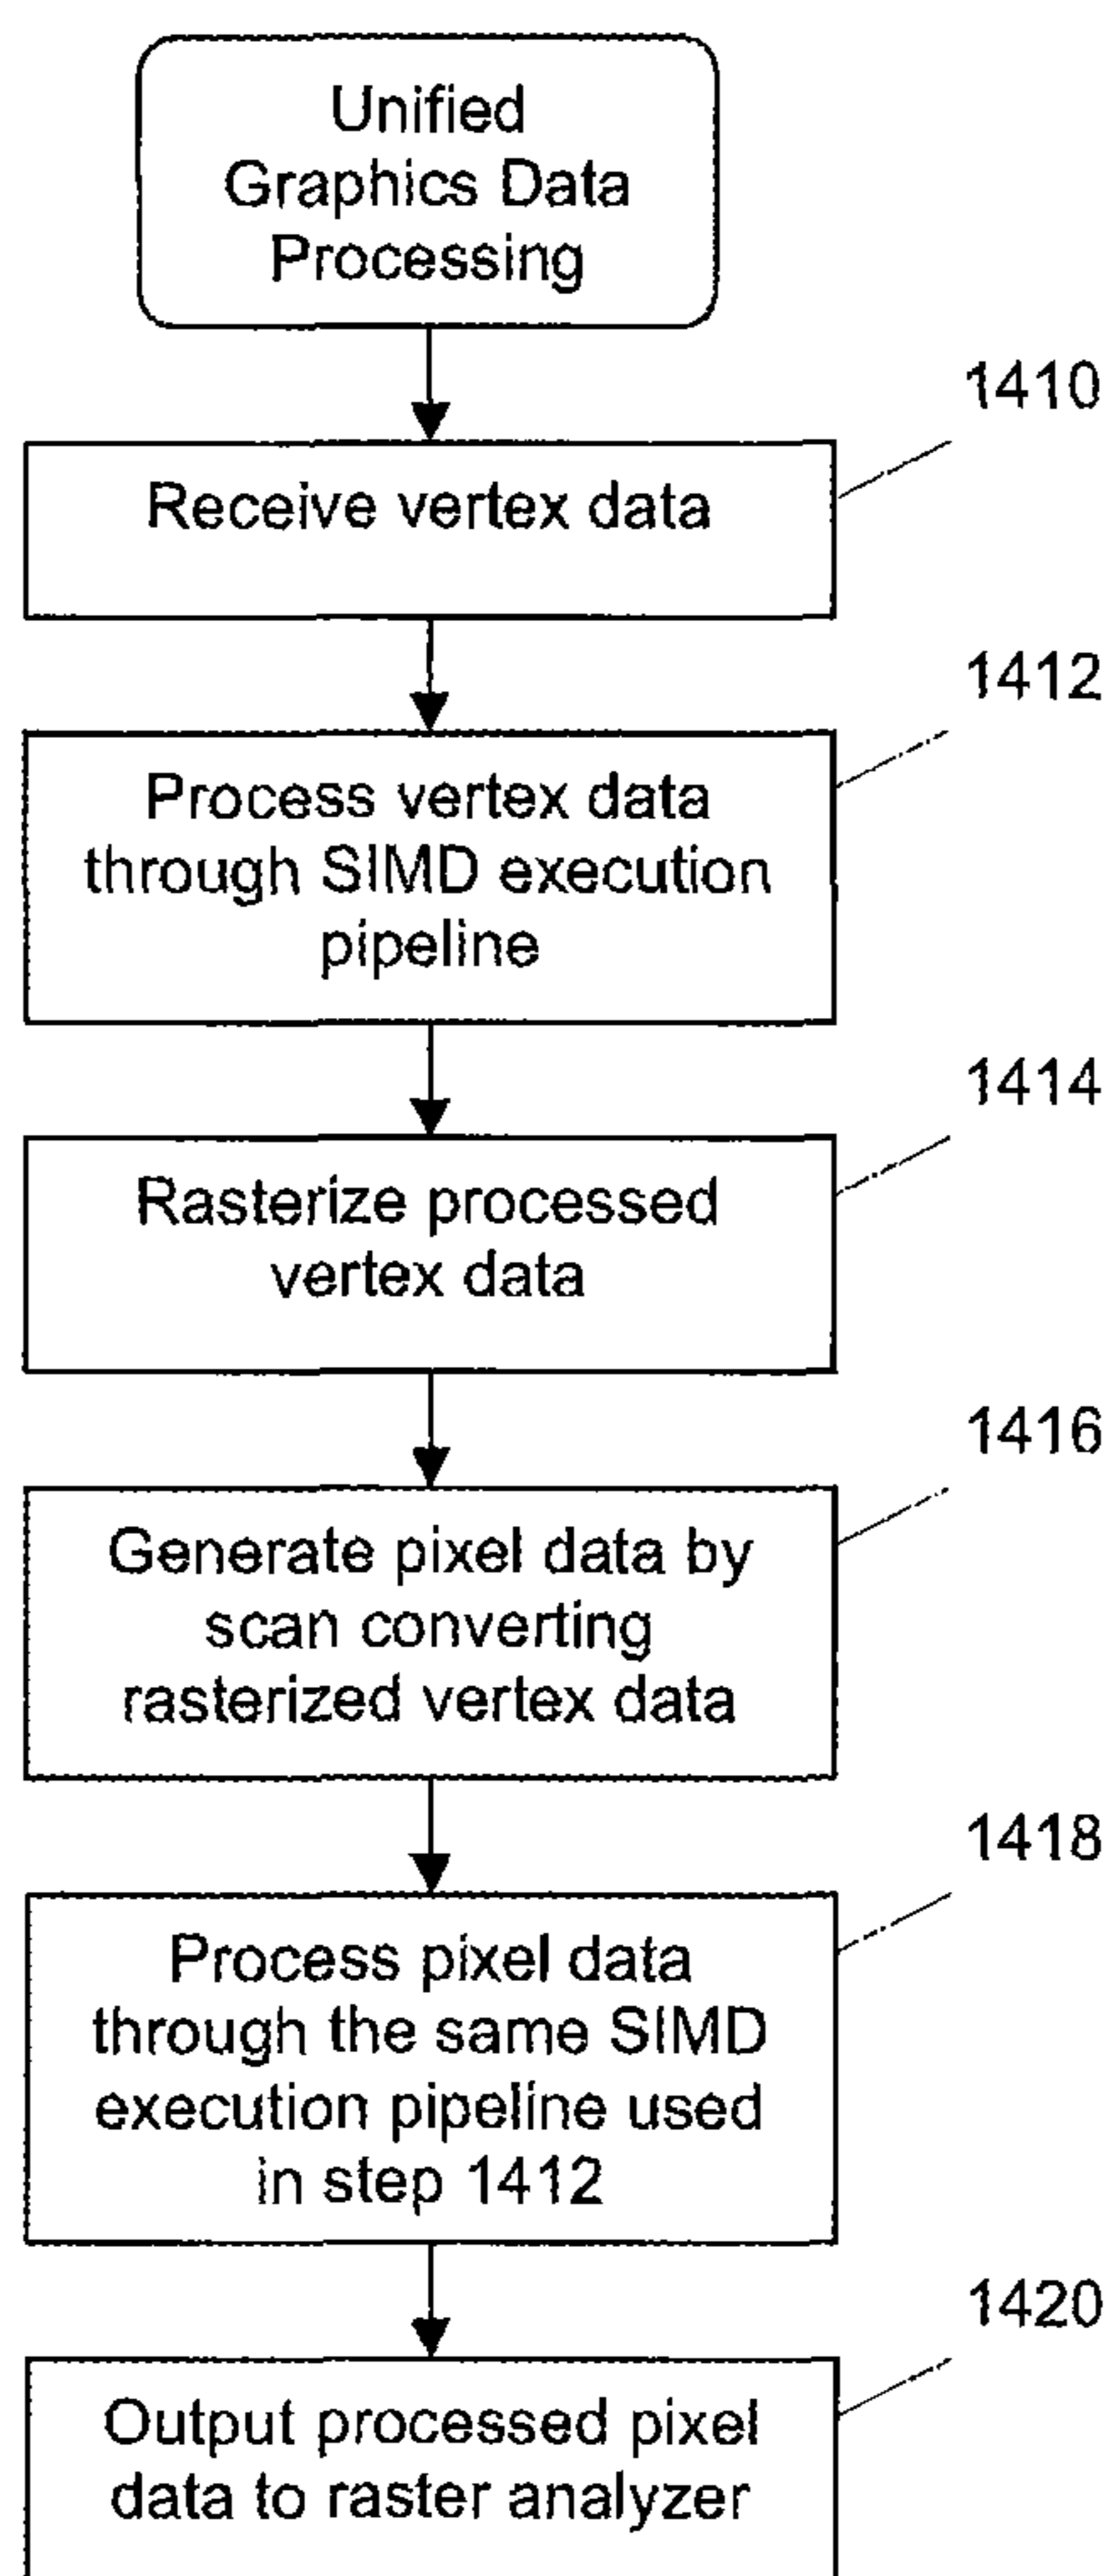 Unified
Graphics Data
Processing
1410
Receive vertex data
1412
Process vertex data
through SIMD execution
pipeline
1414
Rasterize processed
vertex data
1416
Generate pixel data by
scan converting
rasterized vertex data
1418
Process pixel data
through the same SIMD
execution pipeline used
in step 1412
1420
Output processed pixel
data to raster analyzer